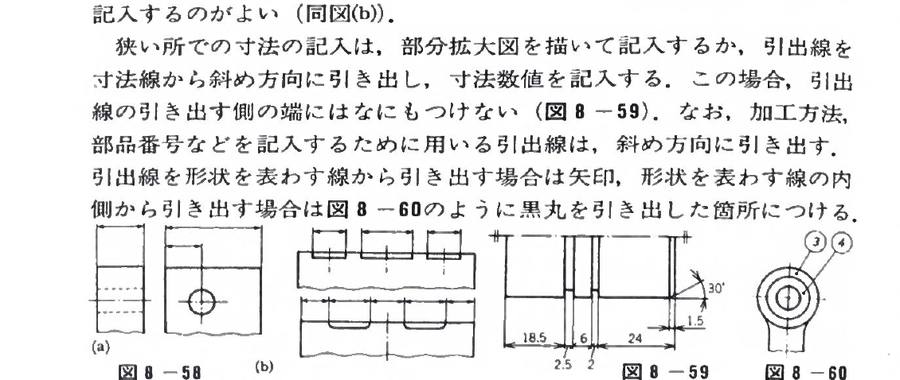 記入するのがよい（同図(b)）．
狭い所での寸法の記入は，部分拡大図を描いて記入するか，引出線を
寸法線から斜め方向に引き出し，寸法数値を記入する．この場合，引出
線の引き出す側の端にはなにもつけない（図8－59）．なお，加工方法，
部品番号などを記入するために用いる引出線は，斜め方向に引き出す．
引出線を形状を表わす線から引き出す場合は矢印，形状を表わす線の内
側から引き出す場合は図8－60のように黒丸を引き出した箇所につける．
3 4
30°
1.5
18.5 6 24
2.5 2
(a)
(b)
図8－58
図8－59
図8－60